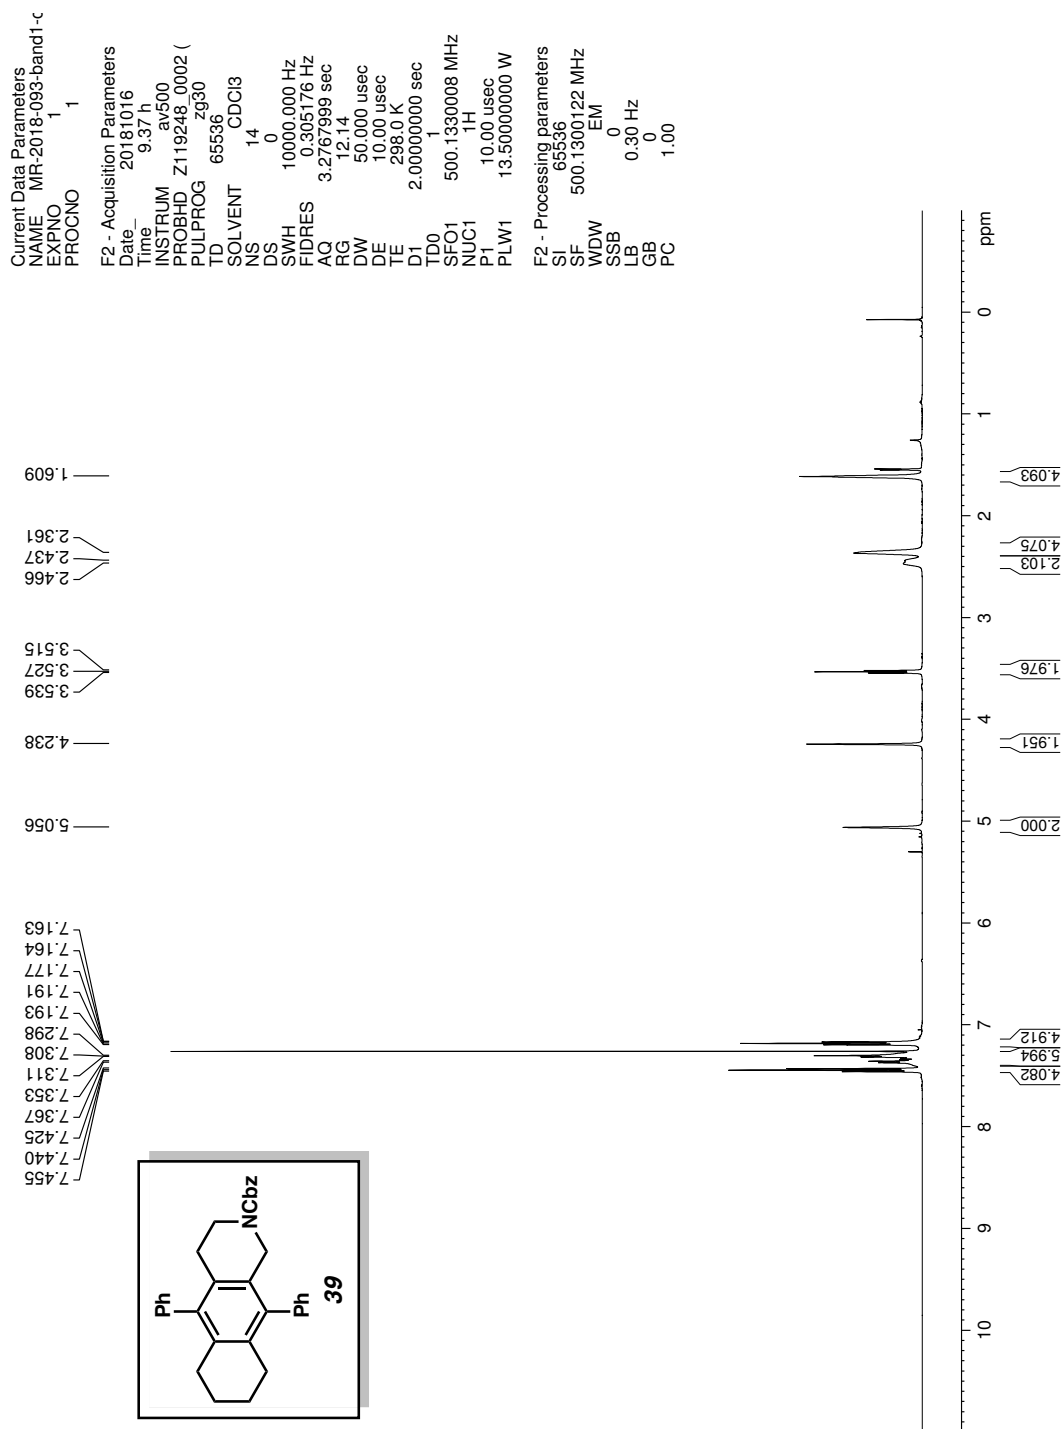 Current Data Parameters
NAME MR-2018-093-band1-c
EXPNO 1
PROCNO 1
F2 - Acquisition Parameters
Date_ 20181016
Time 9.37 h
INSTRUM av500
PROBHD Z119248_0002 (
PULPROG zg30
TD 65536
SOLVENT CDCl3
NS 14
DS 0
SWH 10000.000 Hz
FIDRES 0.305176 Hz
AQ 3.2767999 sec
RG 12.14
DW 50.000 usec
DE 10.00 usec
TE 298.0 K
D1 2.00000000 sec
TD0 1
SFO1 500.1330008 MHz
NUC1 1H
P1 10.00 usec
PLW1 13.50000000 W
F2 - Processing parameters
SI 65536
SF 500.1300122 MHz
WDW EM
SSB 0
LB 0.30 Hz
GB 0
PC 1.00
7.455
7.440
7.425
7.367
7.353
7.311
7.308
7.298
7.193
7.191
7.177
7.164
7.163
5.056
4.238
3.539
3.527
3.515
2.466
2.437
2.361
1.609
Ph
NCbz
Ph
39
10 9 8 7 6 5 4 3 2 1 0 ppm
4.082
5.994
4.912
2.000
1.951
1.976
2.103
4.075
4.093